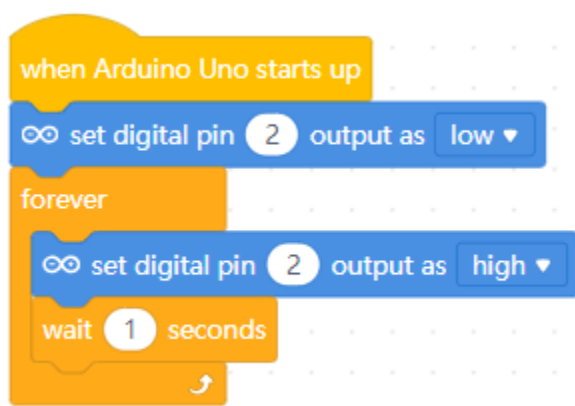 when Arduino Uno starts up
set digital pin 2 output as low
forever
set digital pin 2 output as high
wait 1 seconds